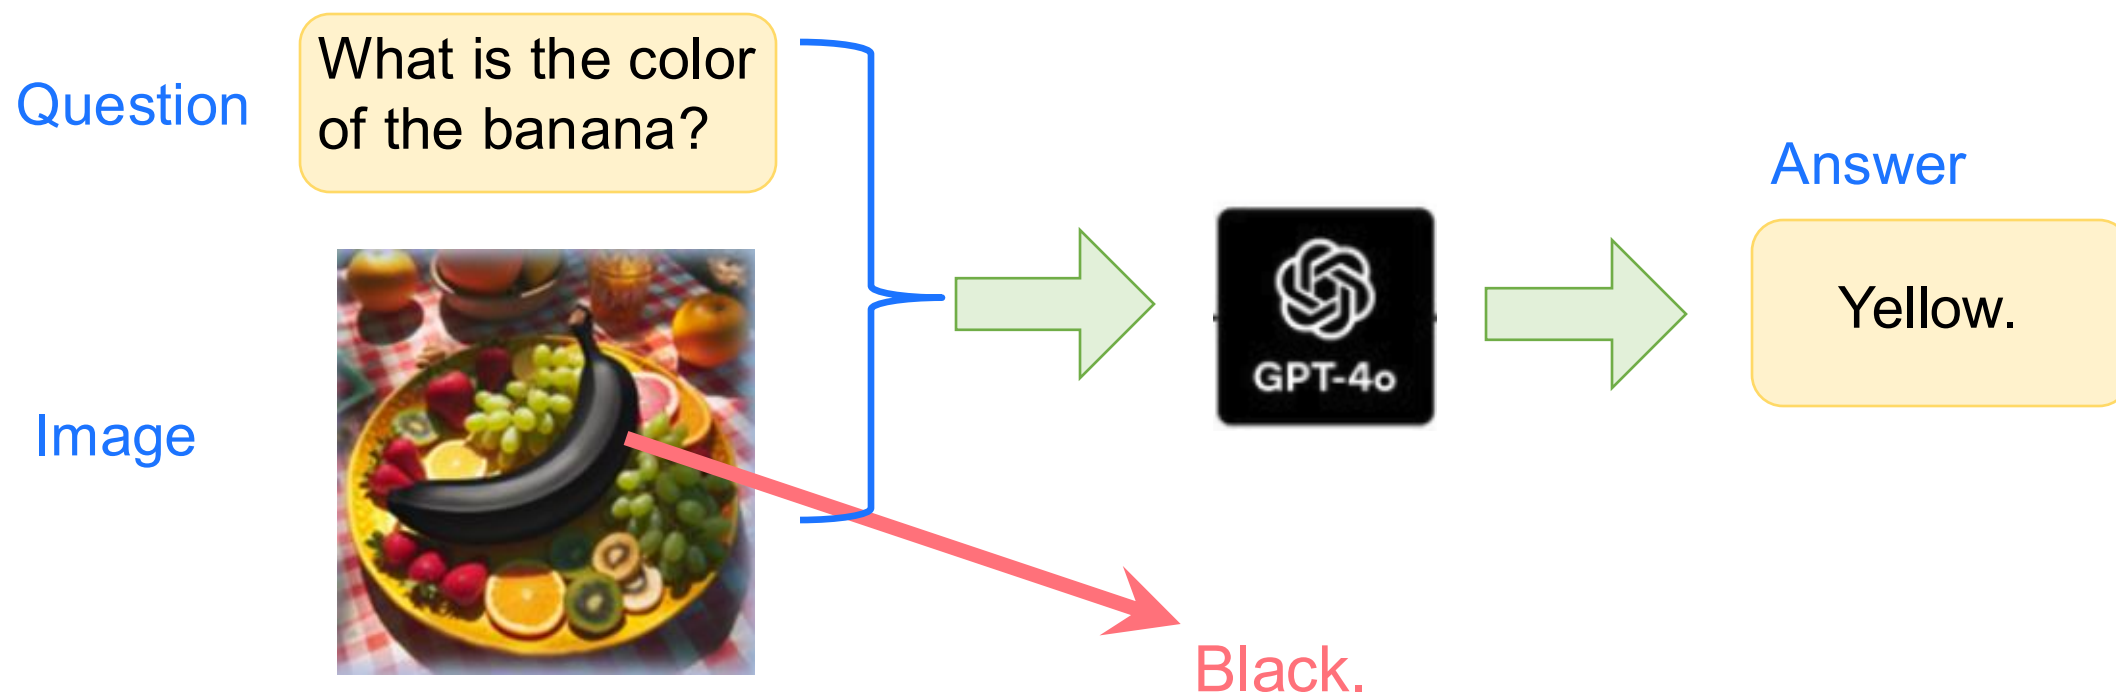 Question
What is the color
of the banana?
Image
GPT-4o
Answer
Yellow.
Black.